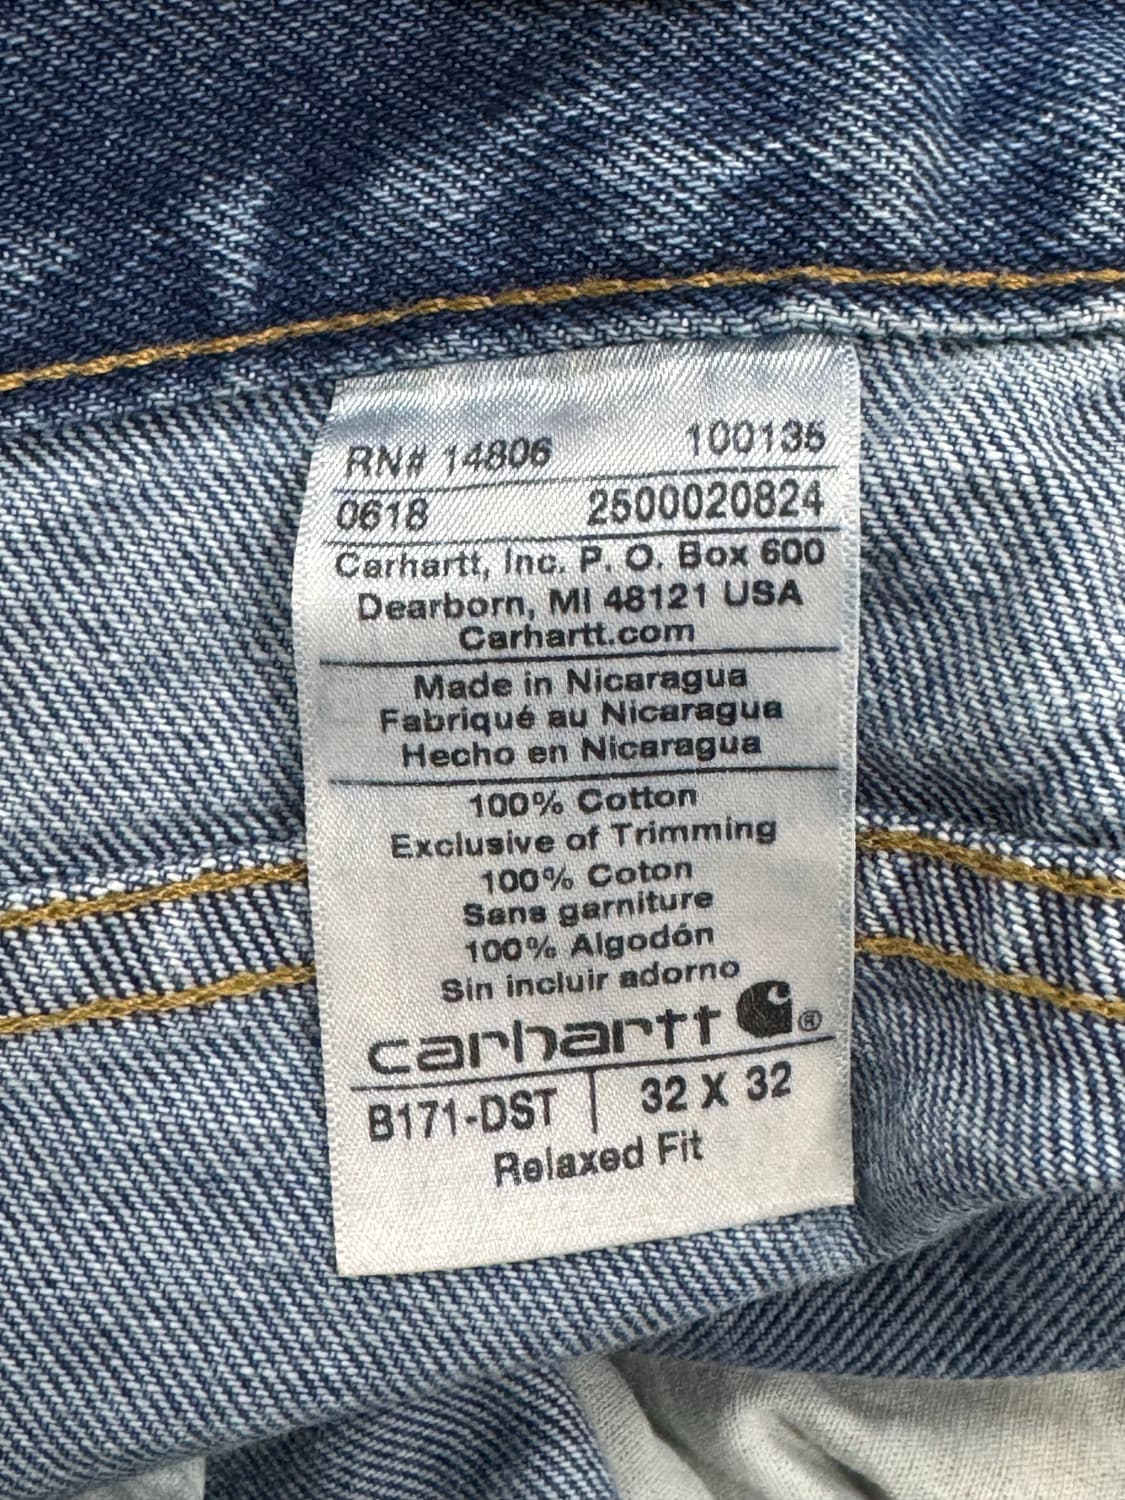 RN# 14806 100135
0618 2500020824
Carhartt, Inc. P. O. Box 600
Dearborn, MI 48121 USA
Carhartt.com
Made in Nicaragua
Fabriqué au Nicaragua
Hecho en Nicaragua
100% Cotton
Exclusive of Trimming
100% Coton
Sans garniture
100% Algodón
Sin incluir adorno
carhartt ®
B171-DST | 32 X 32
Relaxed Fit